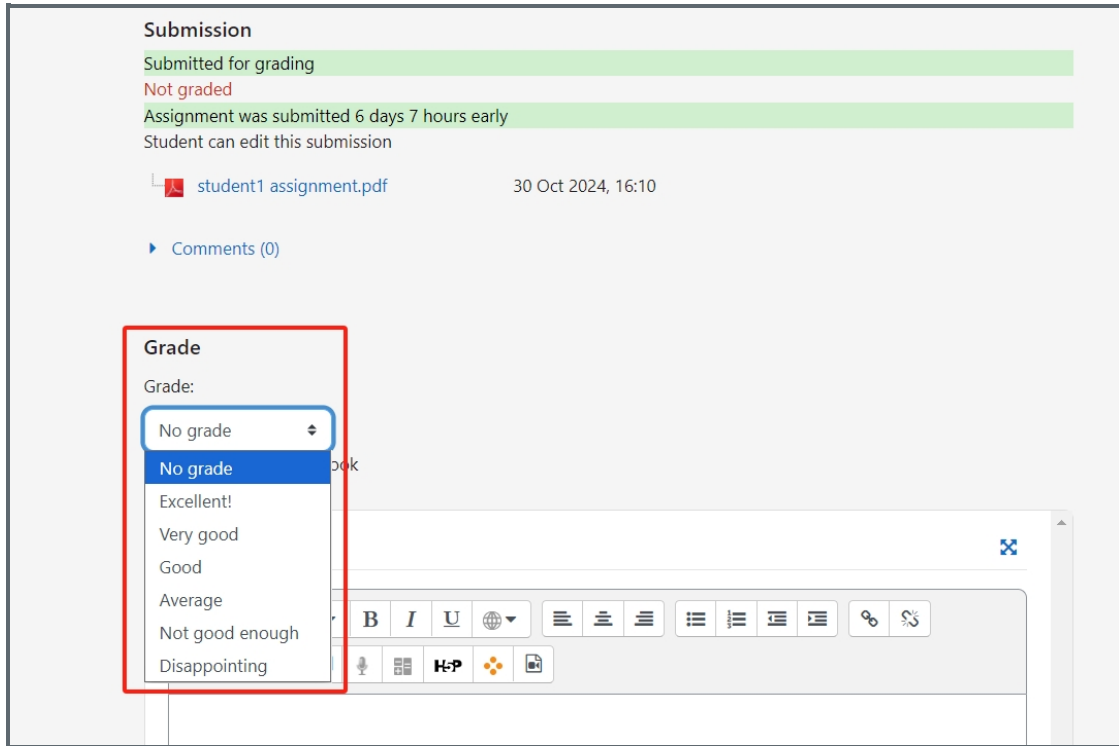 Submission
Submitted for grading
Not graded
Assignment was submitted 6 days 7 hours early
Student can edit this submission
student1 assignment.pdf 30 Oct 2024, 16:10
Comments (0)
Grade
Grade:
No grade
No grade
ook
Excellent!
Very good
Good
Average
Not good enough
Disappointing
B I U
H5P